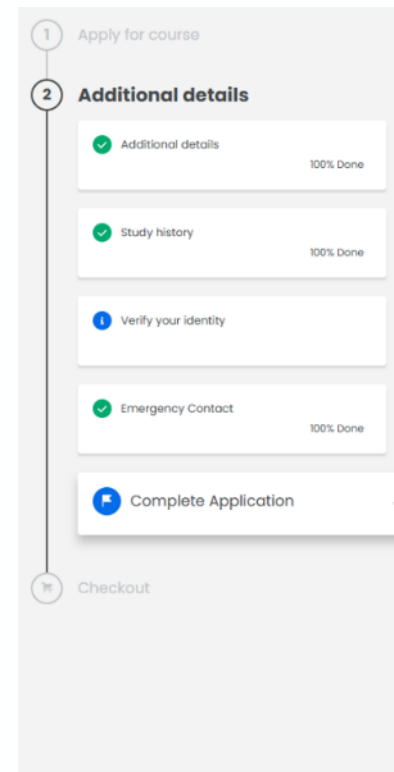 1 Apply for course
2 Additional details
Additional details
100% Done
Study history
100% Done
i Verify your identity
Emergency Contact
100% Done
Complete Application
Checkout